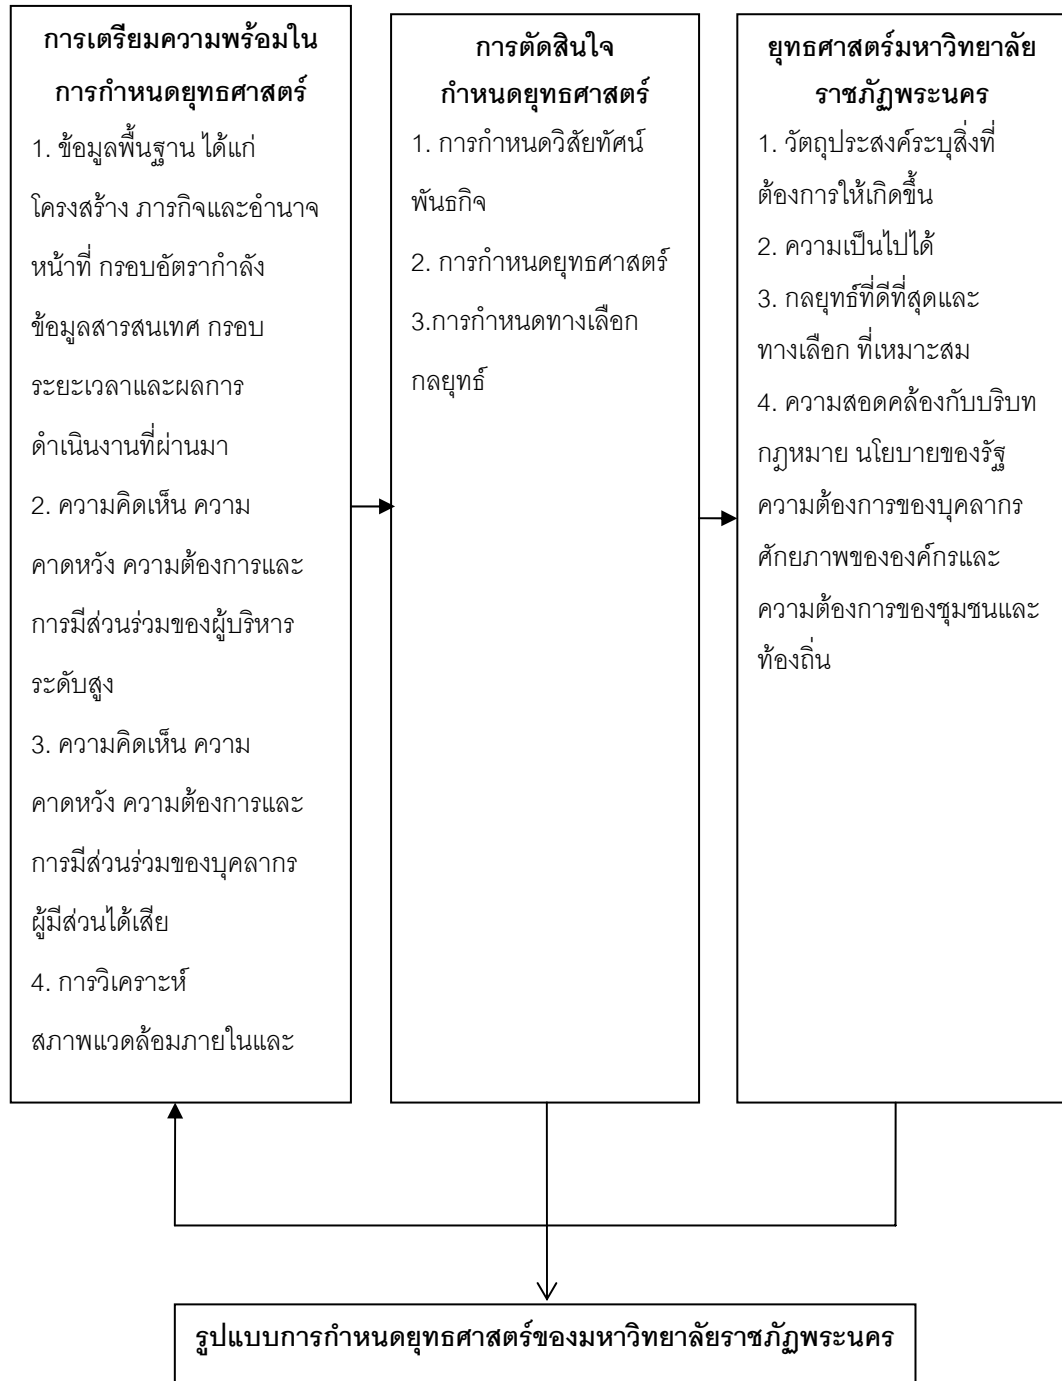 การเตรียมความพร้อมใน
การกำหนดยุทธศาสตร์
1. ข้อมูลพื้นฐาน ได้แก่
โครงสร้าง ภารกิจและอำนาจ
หน้าที่ กรอบอัตรากำลัง
ข้อมูลสารสนเทศ กรอบ
ระยะเวลาและผลการ
ดำเนินงานที่ผ่านมา
2. ความคิดเห็น ความ
คาดหวัง ความต้องการและ
การมีส่วนร่วมของผู้บริหาร
ระดับสูง
3. ความคิดเห็น ความ
คาดหวัง ความต้องการและ
การมีส่วนร่วมของบุคลากร
ผู้มีส่วนได้เสีย
4. การวิเคราะห์
สภาพแวดล้อมภายในและ
การตัดสินใจ
กำหนดยุทธศาสตร์
1. การกำหนดวิสัยทัศน์
พันธกิจ
2. การกำหนดยุทธศาสตร์
3.การกำหนดทางเลือก
กลยุทธ์
ยุทธศาสตร์มหาวิทยาลัย
ราชภัฏพระนคร
1. วัตถุประสงค์ระบุสิ่งที่
ต้องการให้เกิดขึ้น
2. ความเป็นไปได้
3. กลยุทธ์ที่ดีที่สุดและ
ทางเลือก ที่เหมาะสม
4. ความสอดคล้องกับบริบท
กฎหมาย นโยบายของรัฐ
ความต้องการของบุคลากร
ศักยภาพขององค์กรและ
ความต้องการของชุมชนและ
ท้องถิ่น
รูปแบบการกำหนดยุทธศาสตร์ของมหาวิทยาลัยราชภัฏพระนคร